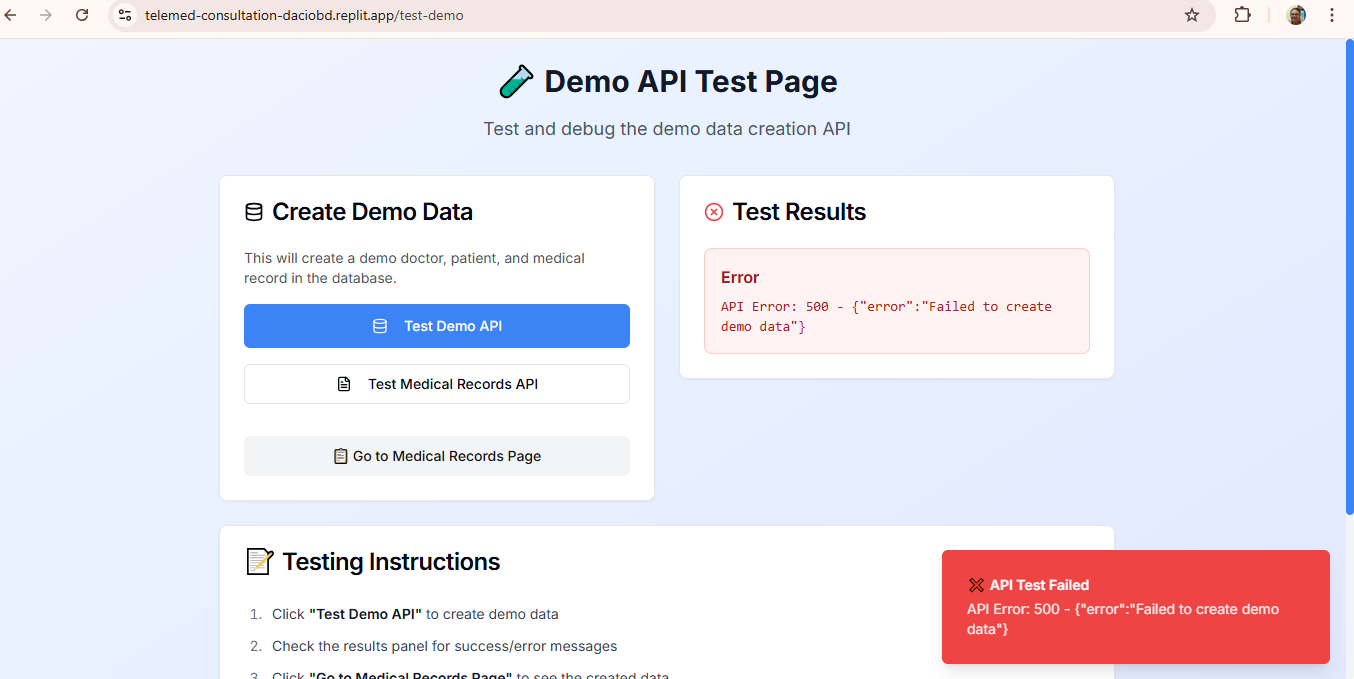 telemed-consultation-daciobd.replit.app/test-demo
Demo API Test Page
Test and debug the demo data creation API
Create Demo Data
This will create a demo doctor, patient, and medical
record in the database.
Test Demo API
Test Medical Records API
Go to Medical Records Page
Test Results
Error
API Error: 500 - {"error":"Failed to create
demo data"}
Testing Instructions
1. Click "Test Demo API" to create demo data
2. Check the results panel for success/error messages
3. Click "Go to Medical Records Page" to see the created data
API Test Failed
API Error: 500 - {"error":"Failed to create demo
data"}